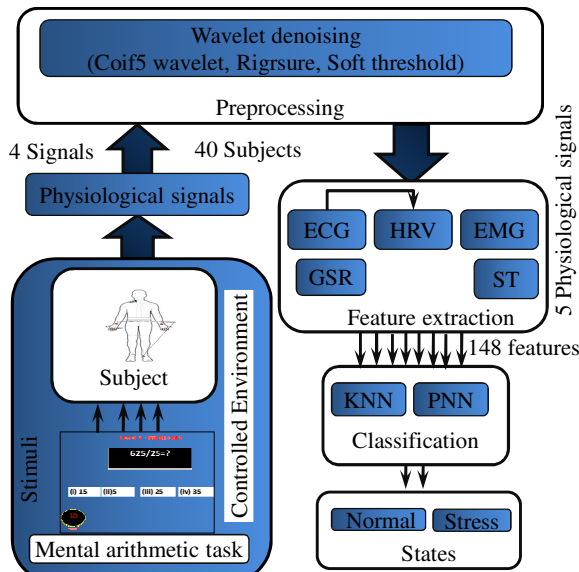 Wavelet denoising
(Coif5 wavelet, Rigrsure, Soft threshold)
Preprocessing
4 Signals
40 Subjects
Physiological signals
5 Physiological signals
ECG
HRV
EMG
GSR
ST
Feature extraction
148 features
Subject
Controlled Environment
Stimuli
625/25=?
(i) 15
(ii)5
(iii) 25
(iv) 35
10
Mental arithmetic task
KNN
PNN
Classification
Normal
Stress
States